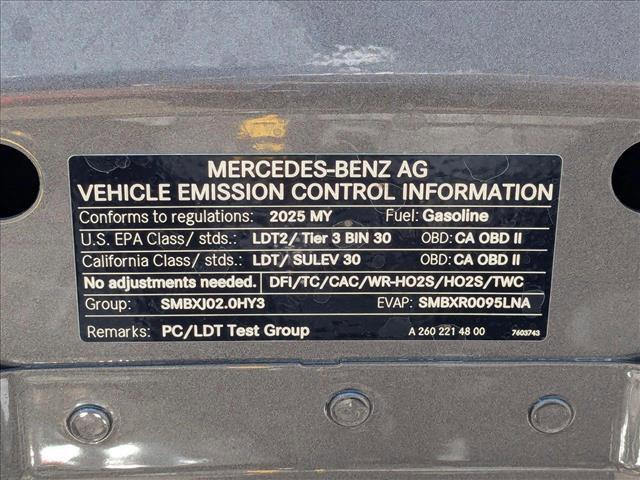 MERCEDES-BENZ AG
VEHICLE EMISSION CONTROL INFORMATION
Conforms to regulations: 2025 MY Fuel: Gasoline
U.S. EPA Class/ stds.: LDT2/ Tier 3 BIN 30 OBD: CA OBD II
California Class/ stds.: LDT/ SULEV 30 OBD: CA OBD II
No adjustments needed. DFI/TC/CAC/WR-HO2S/HO2S/TWC
Group: SMBXJ02.0HY3 EVAP: SMBXR0095LNA
Remarks: PC/LDT Test Group A 260 221 48 00 7603743